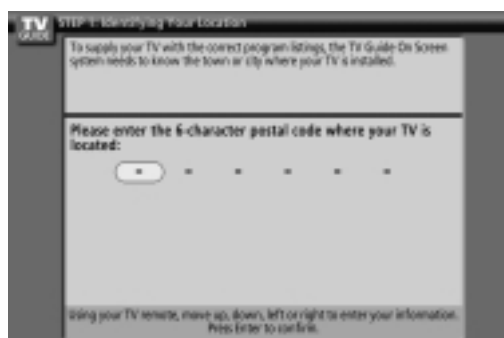 TV
GUIDE
STEP 1: Identifying Your Location
To supply your TV with the correct program listings, the TV Guide On Screen
system needs to know the town or city where your TV is installed.
Please enter the 6-character postal code where your TV is
located:
- - - - - -
Using your TV remote, move up, down, left or right to enter your information.
Press Enter to confirm.